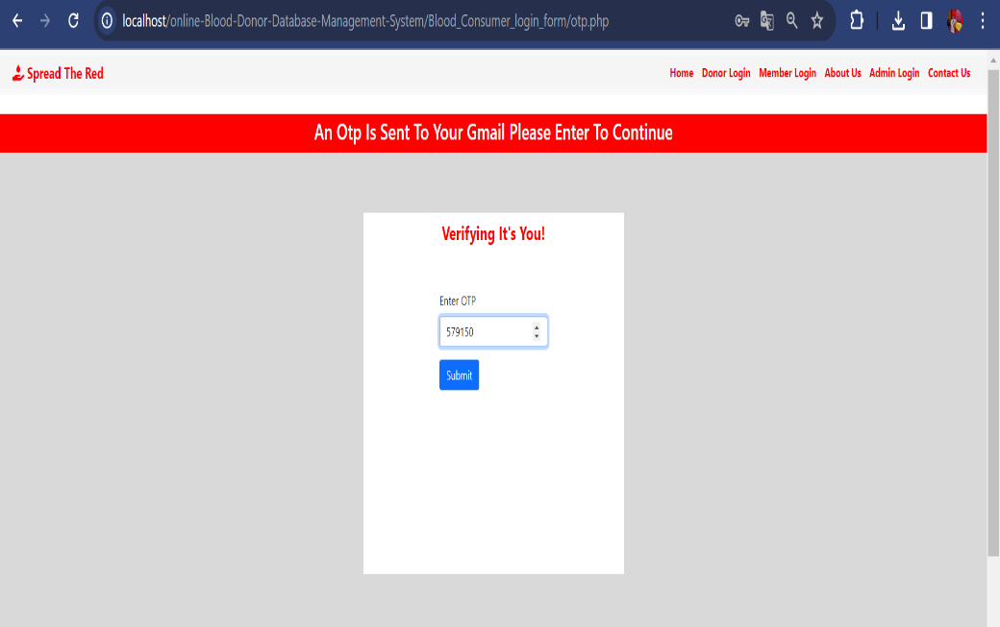 localhost/online-Blood-Donor-Database-Management-System/Blood_Consumer_login_form/otp.php
Spread The Red
Home Donor Login Member Login About Us Admin Login Contact Us
An Otp Is Sent To Your Gmail Please Enter To Continue
Verifying It's You!
Enter OTP
579150
Submit